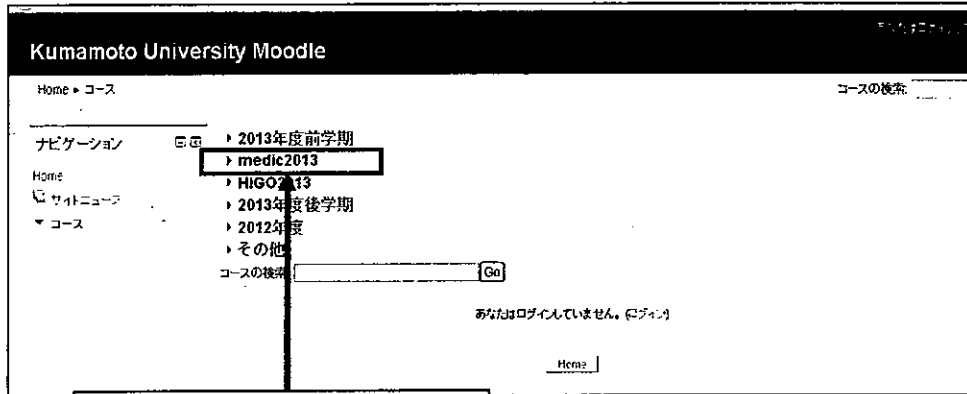 Kumamoto University Moodle
Home ▸ コース
コースの検索:
ナビゲーション
Home
サイトニュース
▼ コース
▸ 2013年度前学期
▸ medic2013
▸ HIGO2013
▸ 2013年度後学期
▸ 2012年度
▸ その他
コースの検索: Go
あなたはログインしていません。 (ログイン)
Home